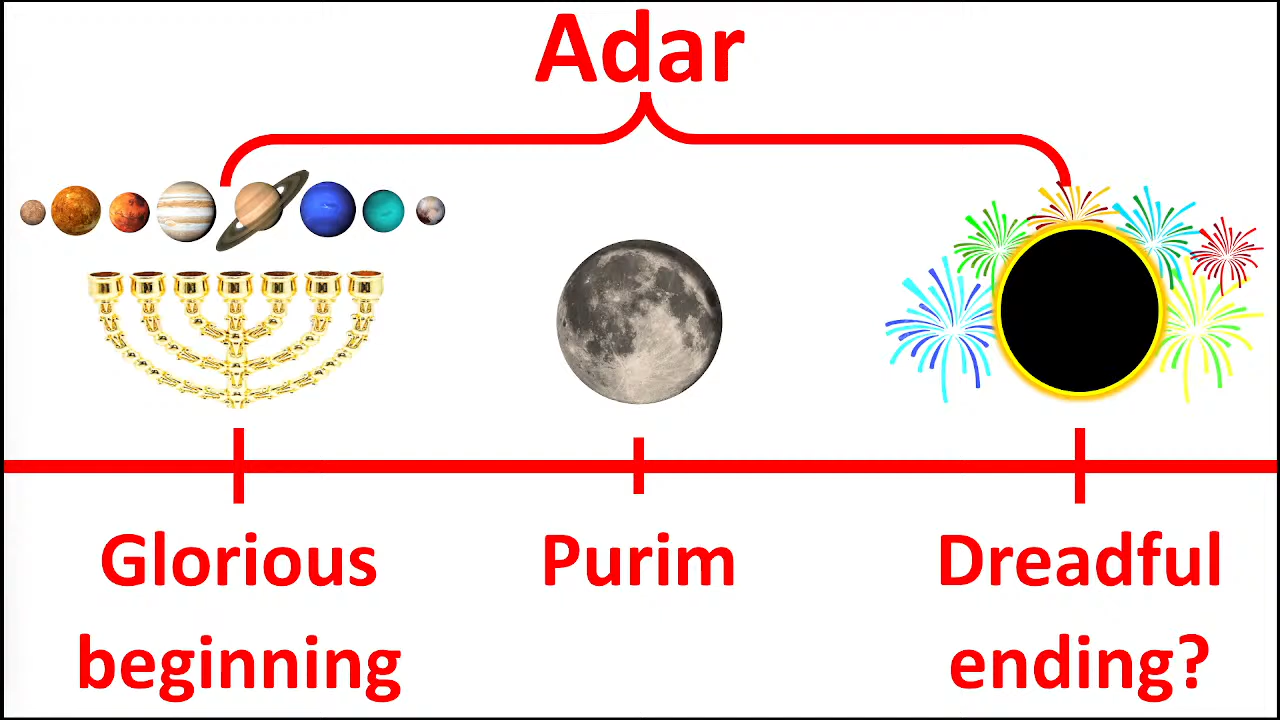 Adar
Glorious
beginning
Purim
Dreadful
ending?